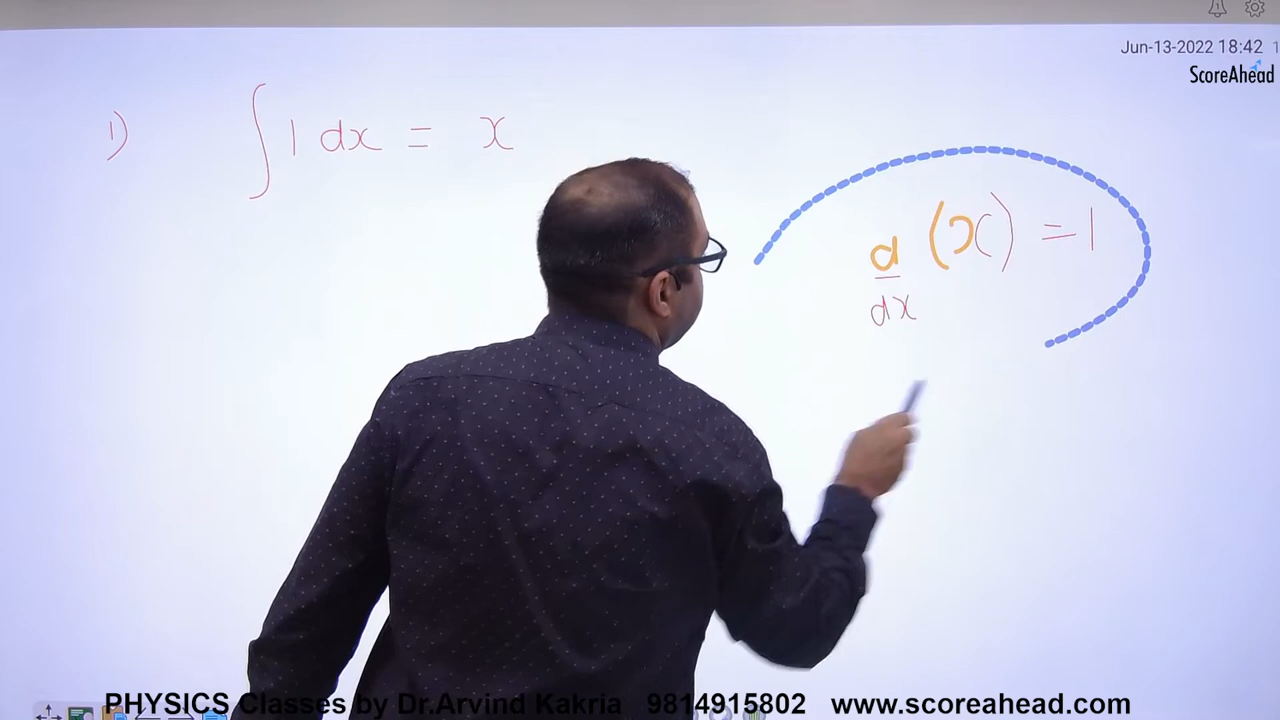 Jun-13-2022 18:42 1
ScoreAhead
1) ∫ 1 dx = x
d/dx (x) = 1
PHYSICS Classes by Dr.Arvind Kakria 9814915802 www.scoreahead.com